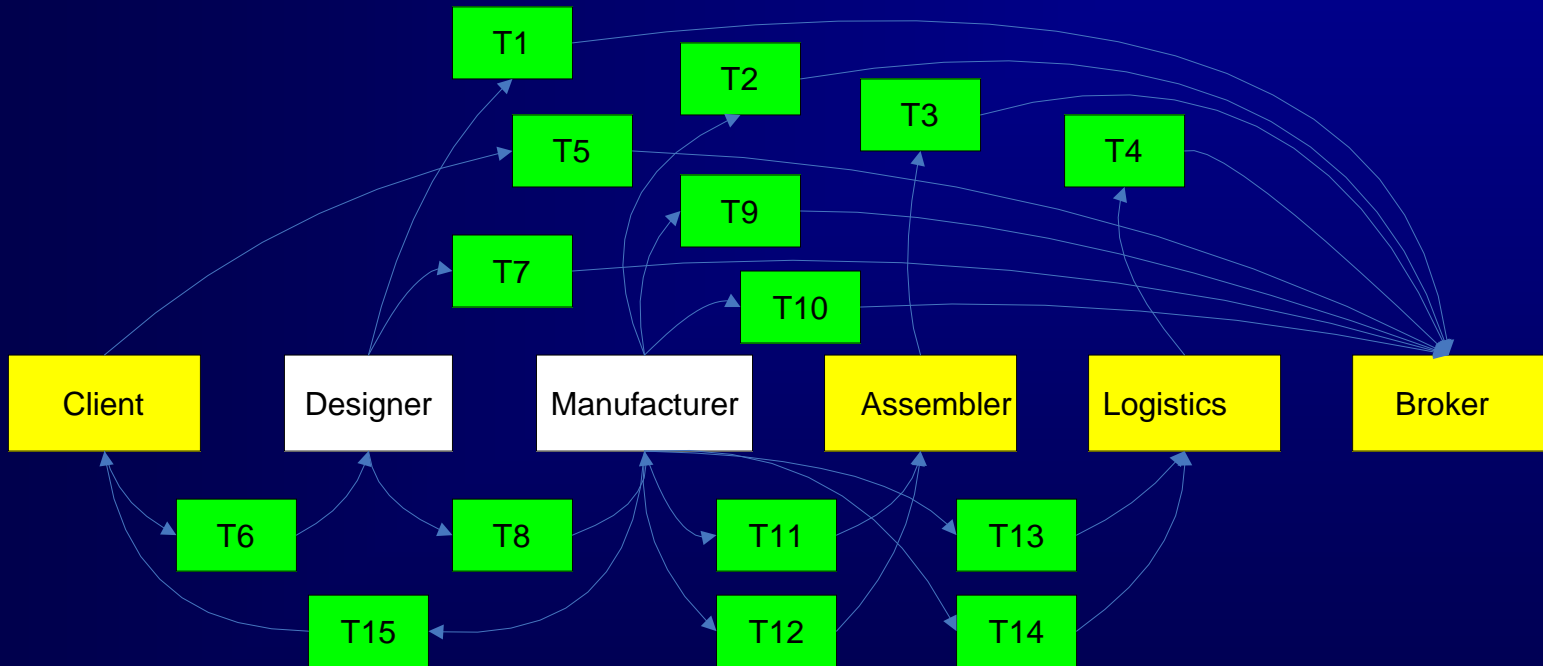 T1
T2
T3
T5
T4
T9
T7
T10
Client
Designer
Manufacturer
Assembler
Logistics
Broker
T6
T8
T11
T13
T15
T12
T14